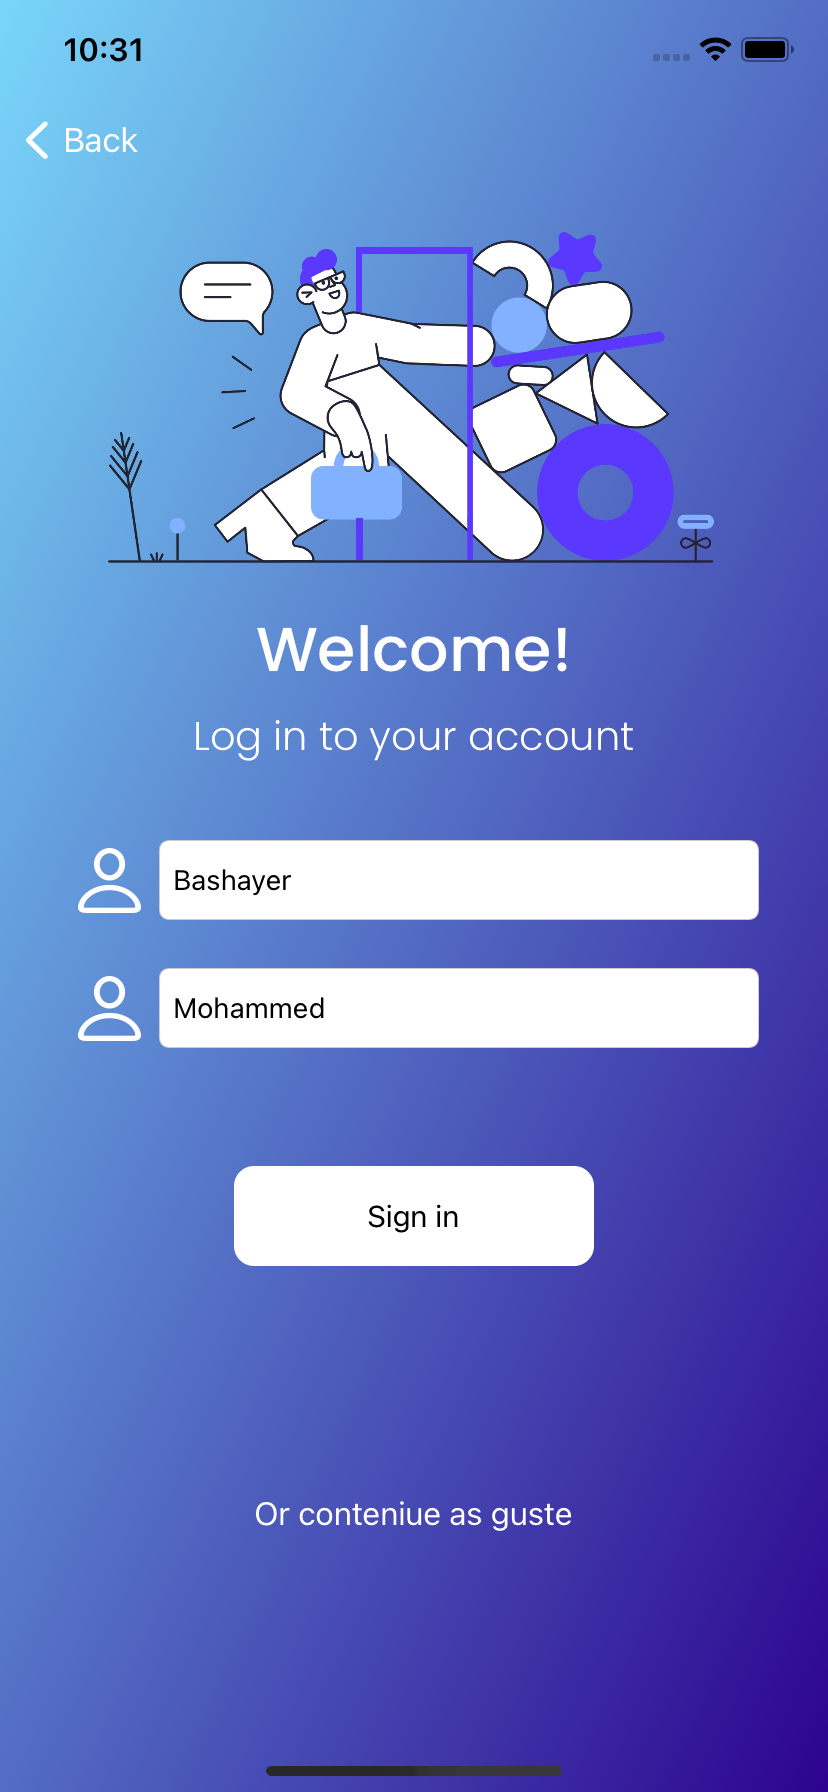 10:31
Back
Welcome!
Log in to your account
Bashayer
Mohammed
Sign in
Or conteniue as guste